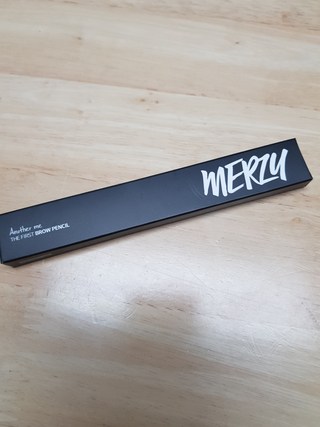 MERZY
Another me
THE FIRST BROW PENCIL